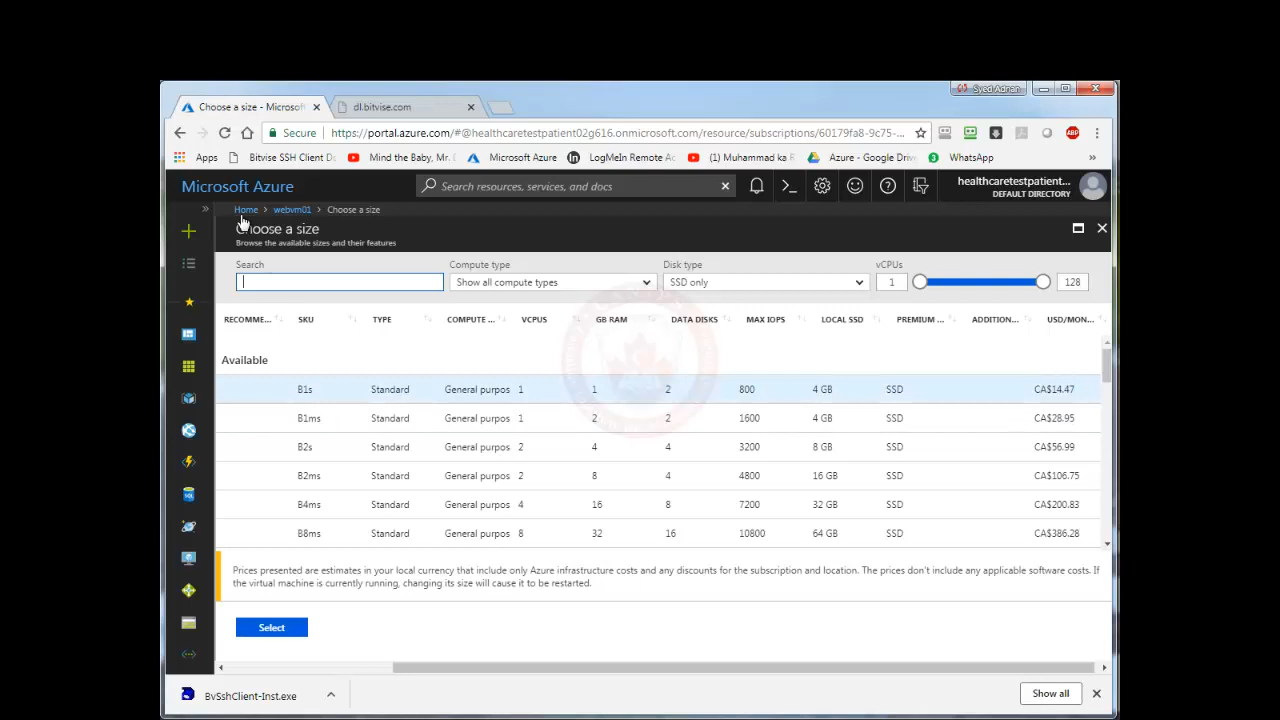 Syed Adnan
Choose a size - Microsoft
dl.bitvise.com
Secure
https://portal.azure.com/#@healthcaretestpatient02g616.onmicrosoft.com/resource/subscriptions/60179fa8-9c75-...
Apps
Bitvise SSH Client Do
Mind the Baby, Mr. B
Microsoft Azure
LogMeIn Remote Ac
(1) Muhammad ka R
Azure - Google Drive
WhatsApp
»
Microsoft Azure
Search resources, services, and docs
healthcaretestpatient...
DEFAULT DIRECTORY
Home > webvm01 > Choose a size
Choose a size
Browse the available sizes and their features
Search
Compute type
Disk type
vCPUs
Show all compute types
SSD only
1
128
RECOMME... SKU TYPE COMPUTE ... VCPUS GB RAM DATA DISKS MAX IOPS LOCAL SSD PREMIUM ... ADDITION... USD/MON...
Available
B1s Standard General purpos 1 1 2 800 4 GB SSD CA$14.47
B1ms Standard General purpos 1 2 2 1600 4 GB SSD CA$28.95
B2s Standard General purpos 2 4 4 3200 8 GB SSD CA$56.99
B2ms Standard General purpos 2 8 4 4800 16 GB SSD CA$106.75
B4ms Standard General purpos 4 16 8 7200 32 GB SSD CA$200.83
B8ms Standard General purpos 8 32 16 10800 64 GB SSD CA$386.28
Prices presented are estimates in your local currency that include only Azure infrastructure costs and any discounts for the subscription and location. The prices don't include any applicable software costs. If
the virtual machine is currently running, changing its size will cause it to be restarted.
Select
BvSshClient-Inst.exe
Show all